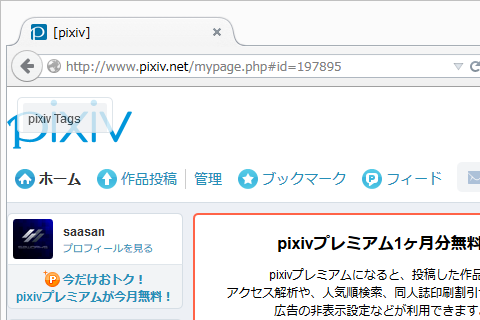 [pixiv]
http://www.pixiv.net/mypage.php#id=197895
pixiv Tags
pixiv
ホーム 作品投稿 管理 ブックマーク フィード
saasan
プロフィールを見る
今だけおトク！
pixivプレミアムが今月無料！
pixivプレミアム1ヶ月分無料
pixivプレミアムになると、投稿した作品
アクセス解析や、人気順検索、同人誌印刷割引
広告の非表示設定などが利用できます。